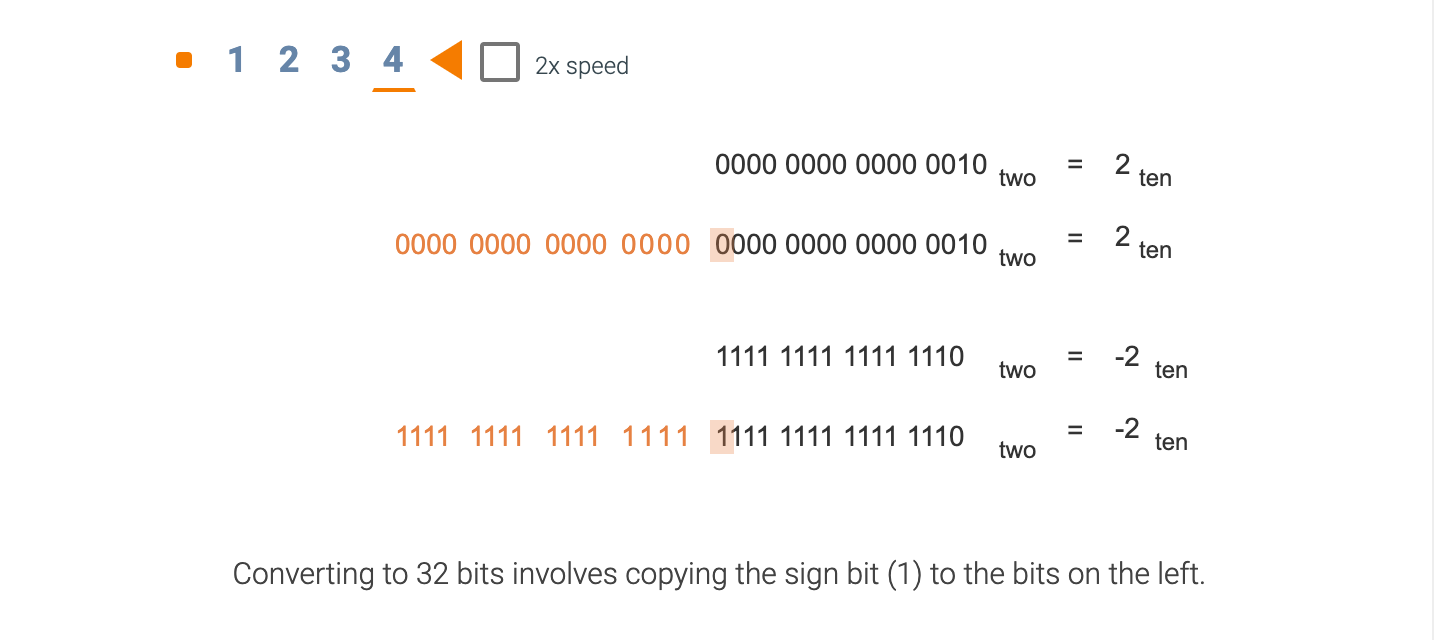 1 2 3 4 2x speed
0000 0000 0000 0010 two = 2 ten
0000 0000 0000 0000 0000 0000 0000 0010 two = 2 ten
1111 1111 1111 1110 two = -2 ten
1111 1111 1111 1111 1111 1111 1111 1110 two = -2 ten
Converting to 32 bits involves copying the sign bit (1) to the bits on the left.